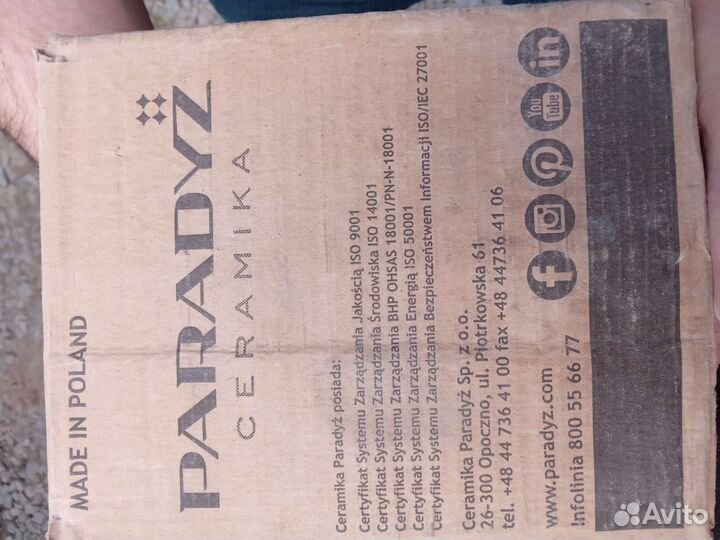 MADE IN POLAND
PARADYŻ
CERAMIKA
Ceramika Paradyż posiada:
Certyfikat Systemu Zarządzania Jakością ISO 9001
Certyfikat Systemu Zarządzania Środowiska ISO 14001
Certyfikat Systemu Zarządzania BHP OHSAS 18001/PN-N-18001
Certyfikat Systemu Zarządzania Energią ISO 50001
Certyfikat Systemu Zarządzania Bezpieczeństwem Informacji ISO/IEC 27001
Ceramika Paradyż Sp. z o.o.
26-300 Opoczno, ul. Piotrkowska 61
tel. +48 44 736 41 00 fax +48 44736 41 06
www.paradyz.com
Infolinia 800 55 66 77
f
You
Tube
in
Avito